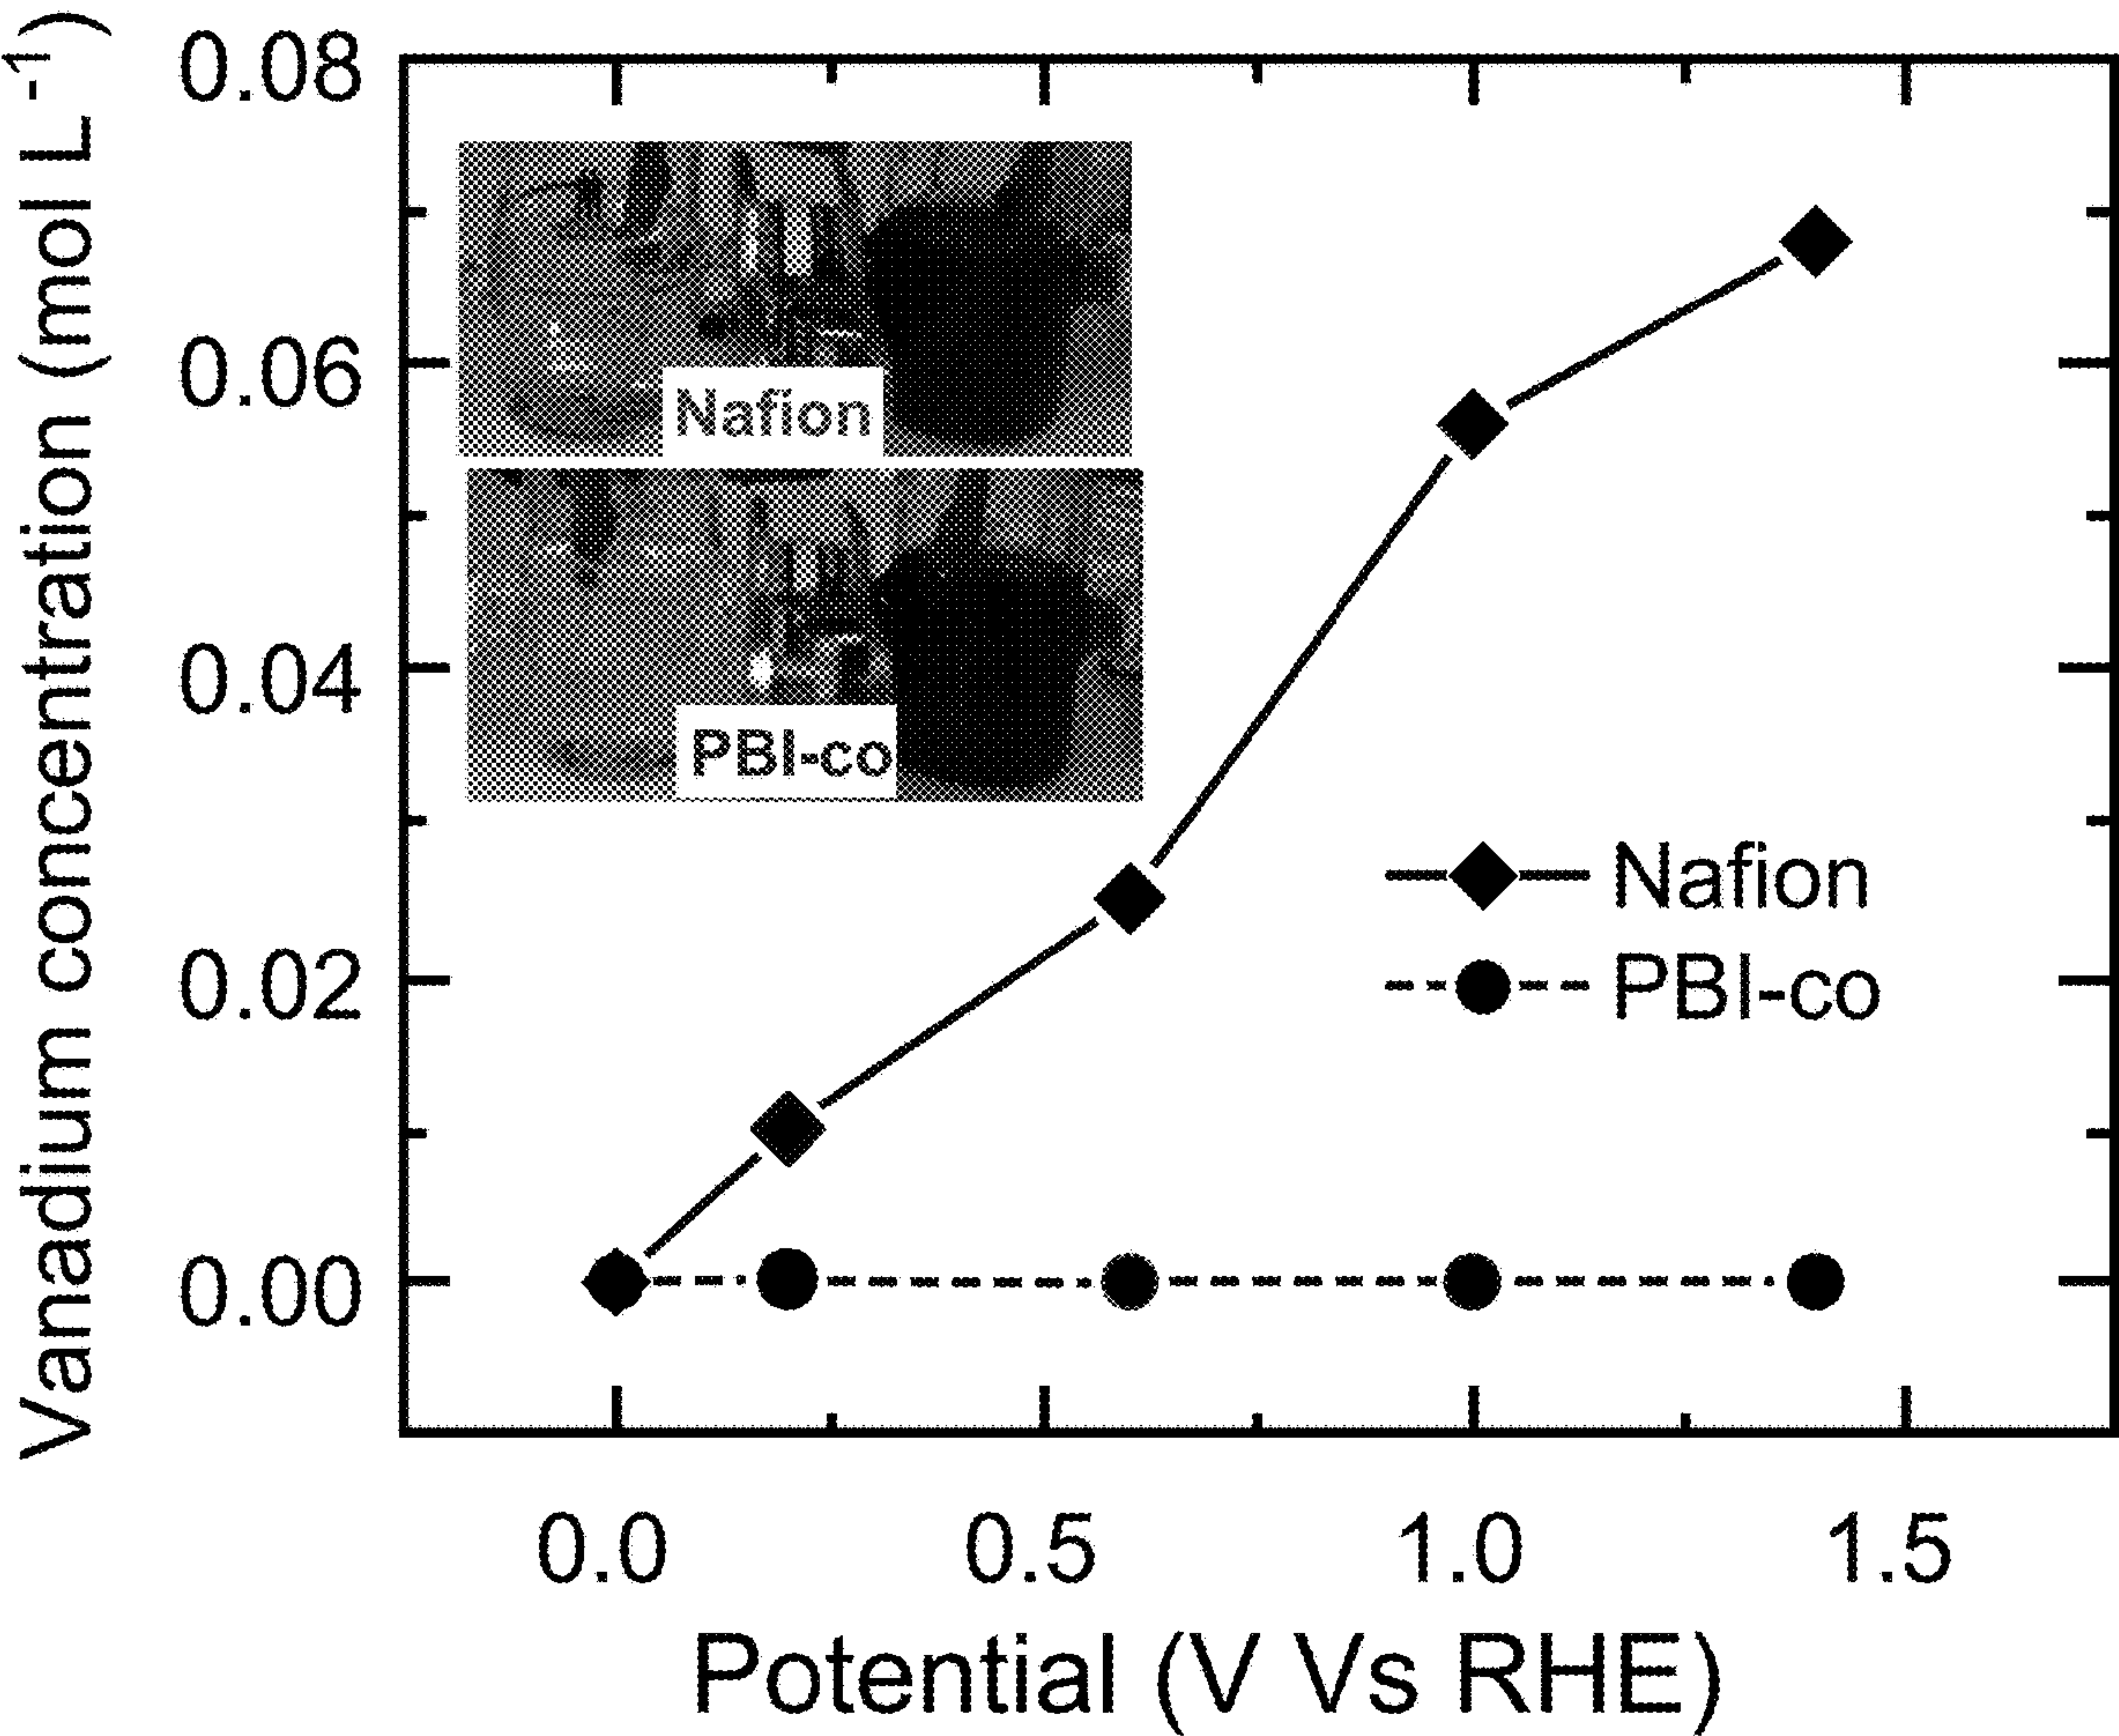 Vanadium concentration (mol L⁻¹)
0.08
0.06
0.04
0.02
0.00
Nafion
PBI-co
Nafion
PBI-co
0.0 0.5 1.0 1.5
Potential (V Vs RHE)